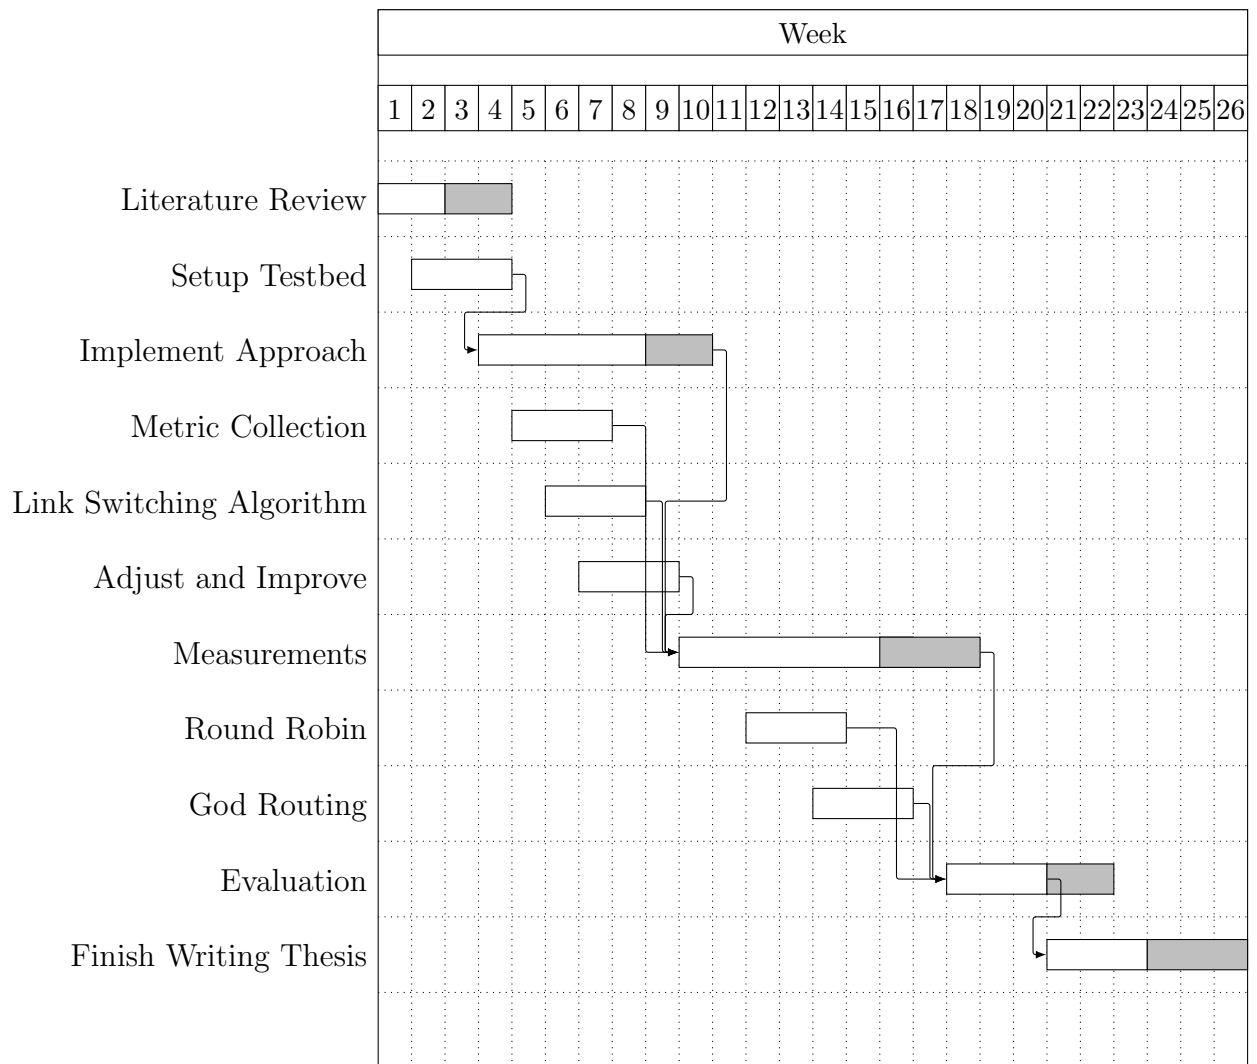 Week
1 2 3 4 5 6 7 8 9 10 11 12 13 14 15 16 17 18 19 20 21 22 23 24 25 26
Literature Review
Setup Testbed
Implement Approach
Metric Collection
Link Switching Algorithm
Adjust and Improve
Measurements
Round Robin
God Routing
Evaluation
Finish Writing Thesis